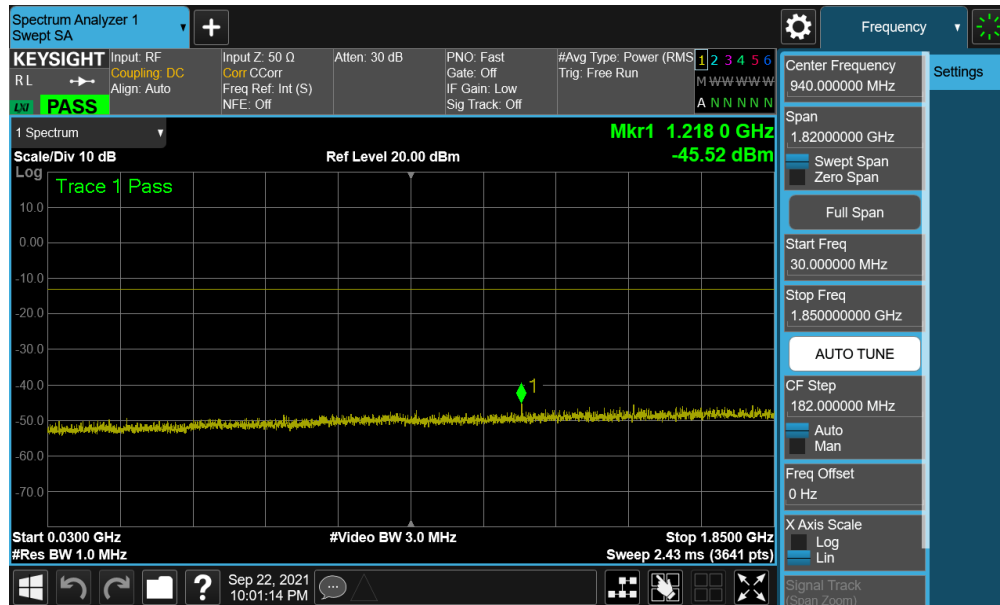 Spectrum Analyzer 1
Swept SA
+
Frequency
KEYSIGHT
R L
LXI PASS
Input: RF
Coupling: DC
Align: Auto
Input Z: 50 Ω
Corr CCorr
Freq Ref: Int (S)
NFE: Off
Atten: 30 dB
PNO: Fast
Gate: Off
IF Gain: Low
Sig Track: Off
#Avg Type: Power (RMS
Trig: Free Run
1 2 3 4 5 6
M W W W W W
A N N N N N
1 Spectrum
Mkr1 1.218 0 GHz
Scale/Div 10 dB
Ref Level 20.00 dBm
-45.52 dBm
Log
Trace 1 Pass
10.0
0.00
-10.0
-20.0
-30.0
-40.0
1
-50.0
-60.0
-70.0
Start 0.0300 GHz
#Video BW 3.0 MHz
Stop 1.8500 GHz
#Res BW 1.0 MHz
Sweep 2.43 ms (3641 pts)
?
Sep 22, 2021
10:01:14 PM
Center Frequency
940.000000 MHz
Settings
Span
1.82000000 GHz
Swept Span
Zero Span
Full Span
Start Freq
30.000000 MHz
Stop Freq
1.850000000 GHz
AUTO TUNE
CF Step
182.000000 MHz
Auto
Man
Freq Offset
0 Hz
X Axis Scale
Log
Lin
Signal Track
(Span Zoom)